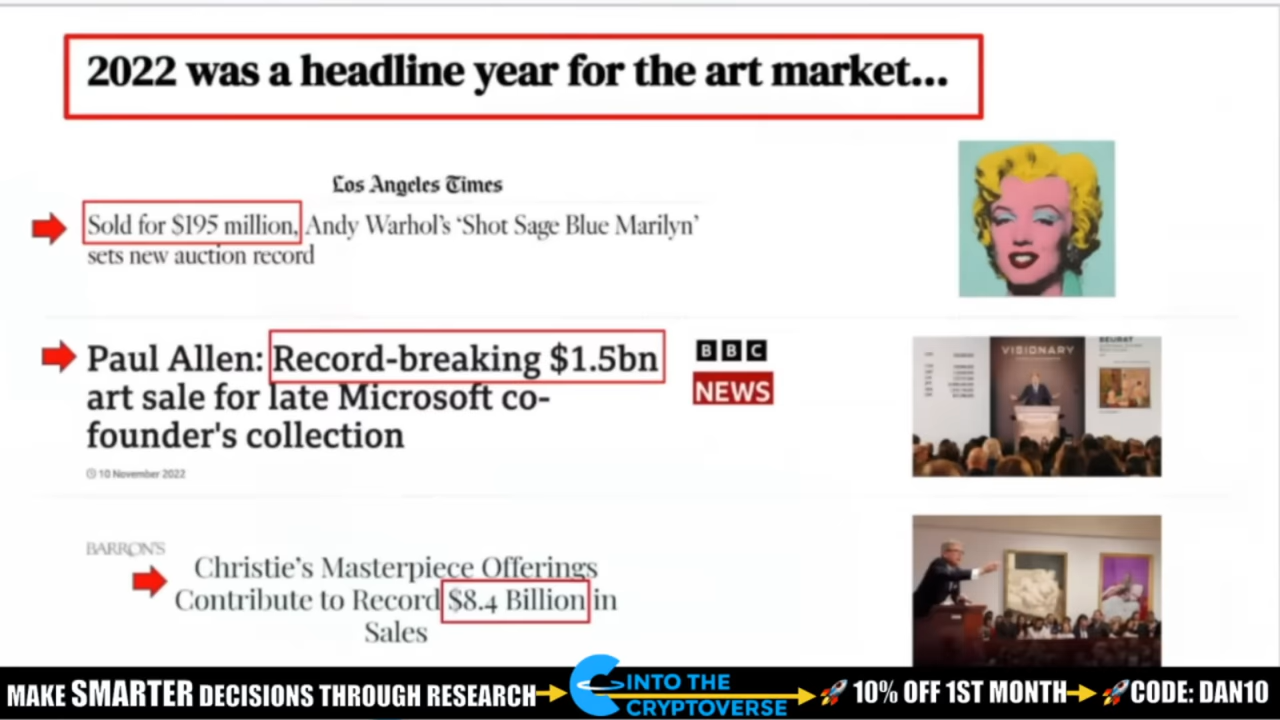 2022 was a headline year for the art market...
Los Angeles Times
Sold for $195 million, Andy Warhol's 'Shot Sage Blue Marilyn'
sets new auction record
Paul Allen: Record-breaking $1.5bn
art sale for late Microsoft co-
founder's collection
10 November 2022
BBC
NEWS
VISIONARY
BARRON'S
Christie's Masterpiece Offerings
Contribute to Record $8.4 Billion in
Sales
MAKE SMARTER DECISIONS THROUGH RESEARCH
INTO THE
CRYPTOVERSE
10% OFF 1ST MONTH
CODE: DAN10